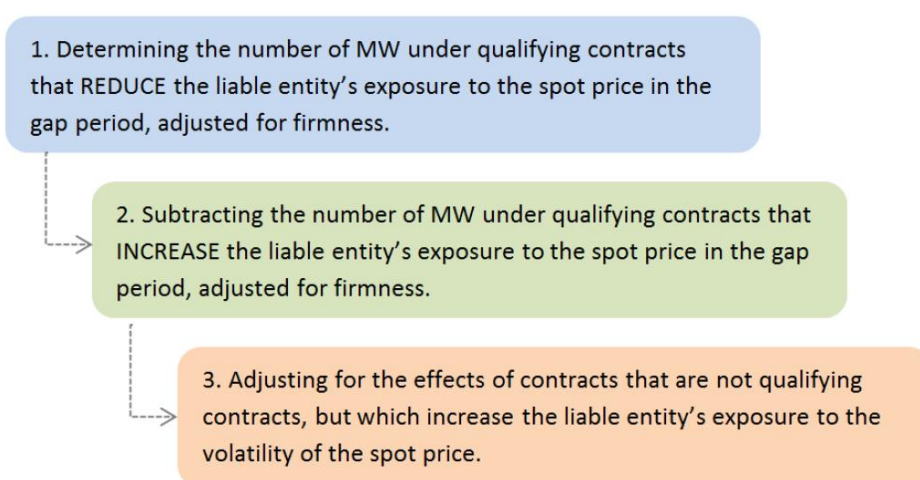 1. Determining the number of MW under qualifying contracts
that REDUCE the liable entity’s exposure to the spot price in the
gap period, adjusted for firmness.
2. Subtracting the number of MW under qualifying contracts that
INCREASE the liable entity’s exposure to the spot price in the gap
period, adjusted for firmness.
3. Adjusting for the effects of contracts that are not qualifying
contracts, but which increase the liable entity’s exposure to the
volatility of the spot price.